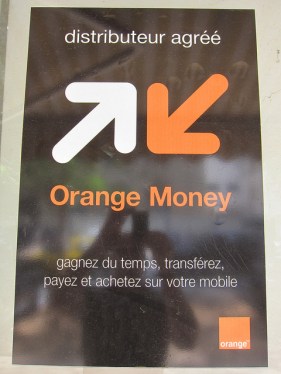 distributeur agréé
Orange Money
gagnez du temps, transférez,
payez et achetez sur votre mobile
orange